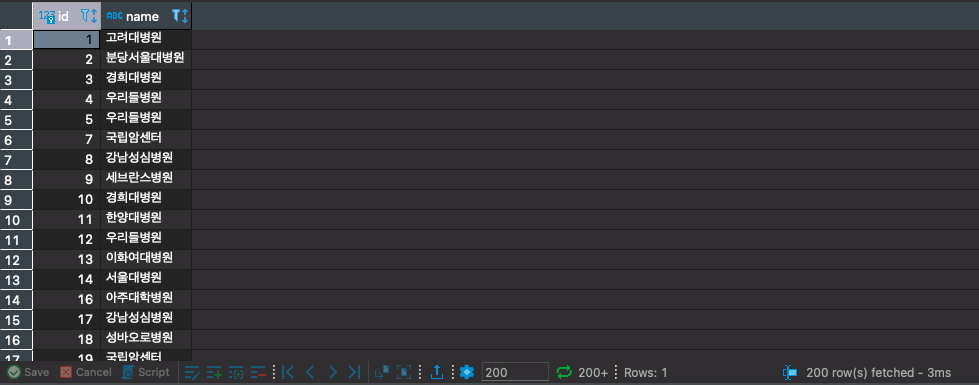 123 id ABC name
1 1 고려대병원
2 2 분당서울대병원
3 3 경희대병원
4 4 우리들병원
5 5 우리들병원
6 7 국립암센터
7 8 강남성심병원
8 9 세브란스병원
9 10 경희대병원
10 11 한양대병원
11 12 우리들병원
12 13 이화여대병원
13 14 서울대병원
14 16 아주대학병원
15 17 강남성심병원
16 18 성바오로병원
17 19 국립암센터
Save Cancel Script 200 200+ Rows: 1 200 row(s) fetched - 3ms